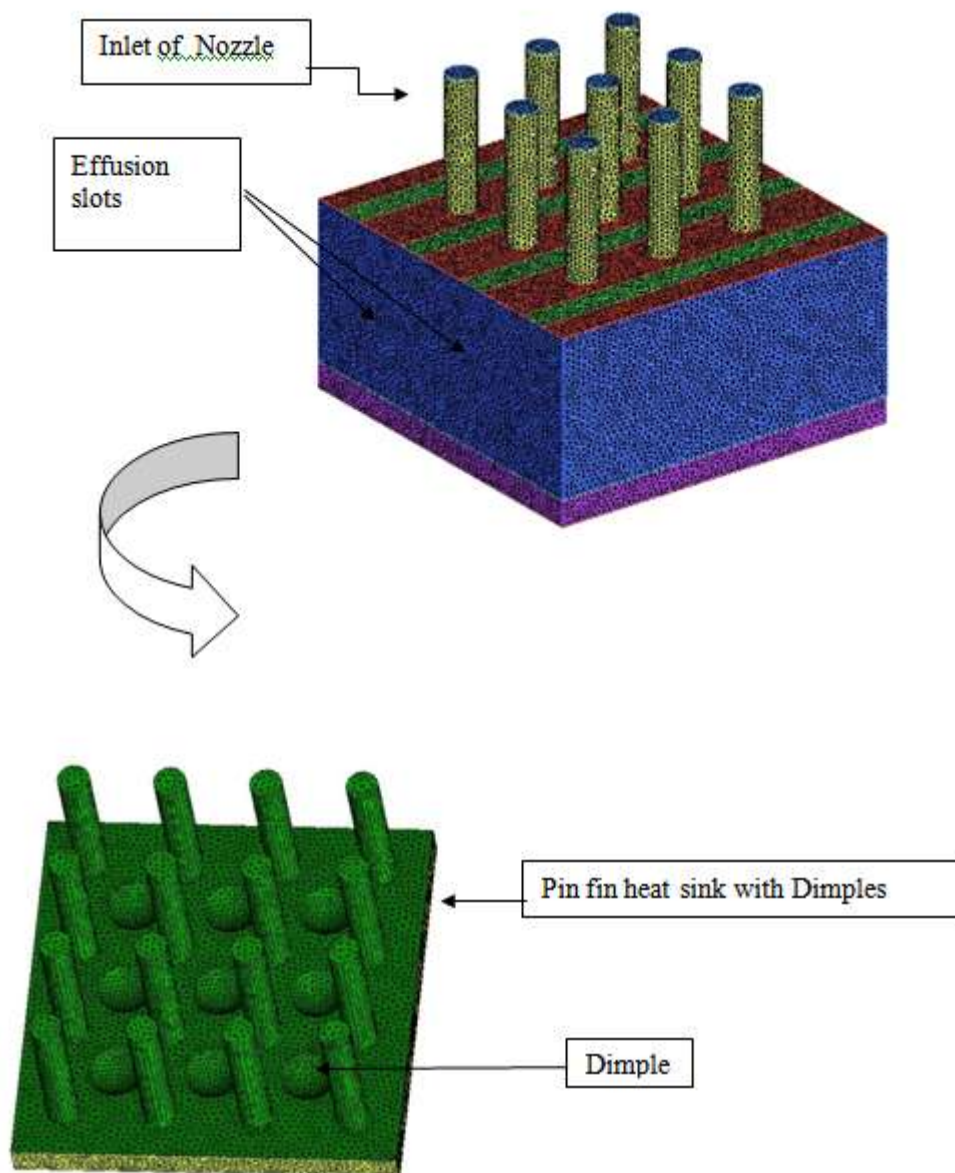 Inlet of Nozzle
Effusion
slots
Pin fin heat sink with Dimples
Dimple